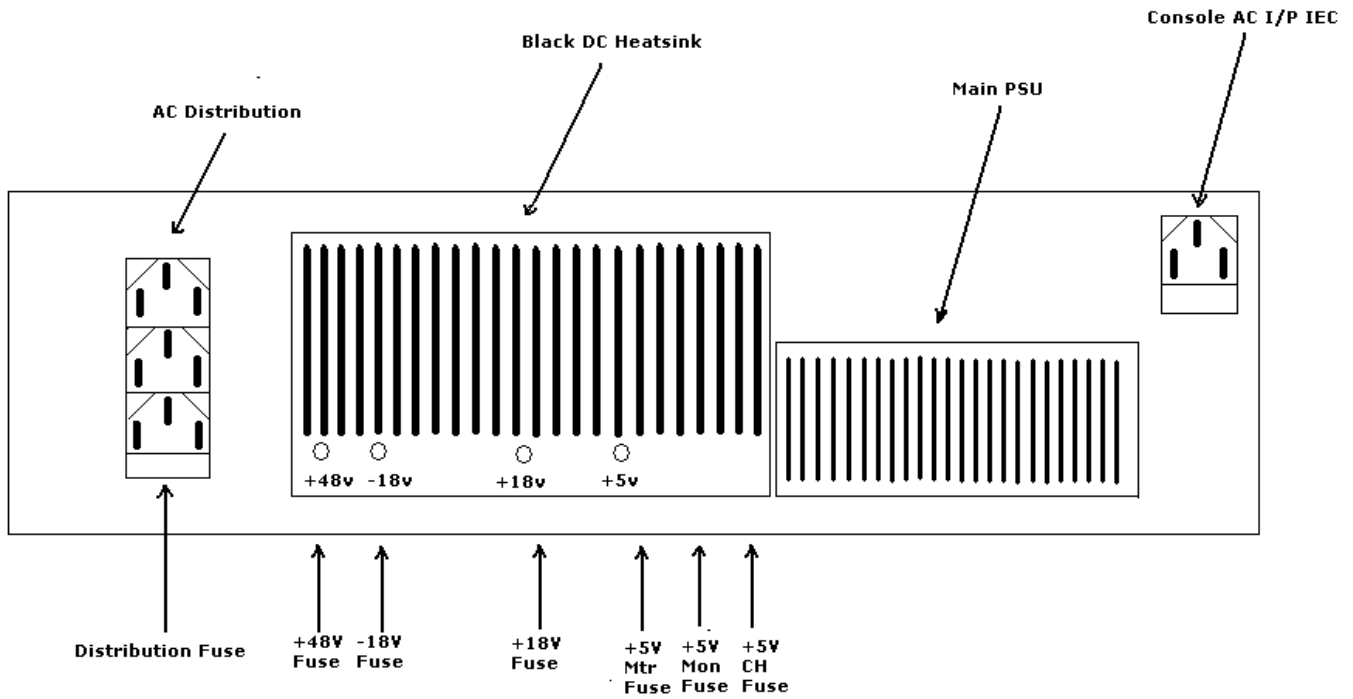 Console AC I/P IEC
Black DC Heatsink
Main PSU
AC Distribution
+48v -18v +18v +5v
Distribution Fuse
+48V
Fuse
-18V
Fuse
+18V
Fuse
+5V
Mtr
Fuse
+5V
Mon
Fuse
+5V
CH
Fuse